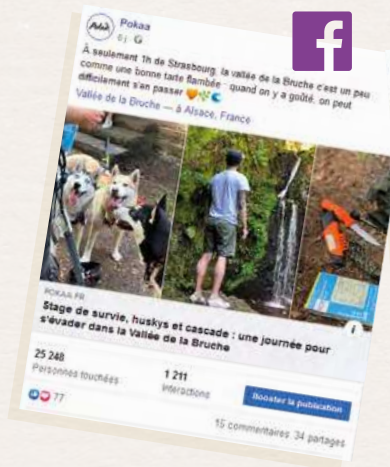 Pokaa
6j
À seulement 1h de Strasbourg, la vallée de la Bruche c'est un peu
comme une bonne tarte flambée : quand on y a goûté, on peut
difficilement s'en passer
Vallée de la Bruche — à Alsace, France
POKAA.FR
Stage de survie, huskys et cascade : une journée pour
s'évader dans la Vallée de la Bruche
25 248
Personnes touchées
1 211
Interactions
Booster la publication
77
15 commentaires 34 partages